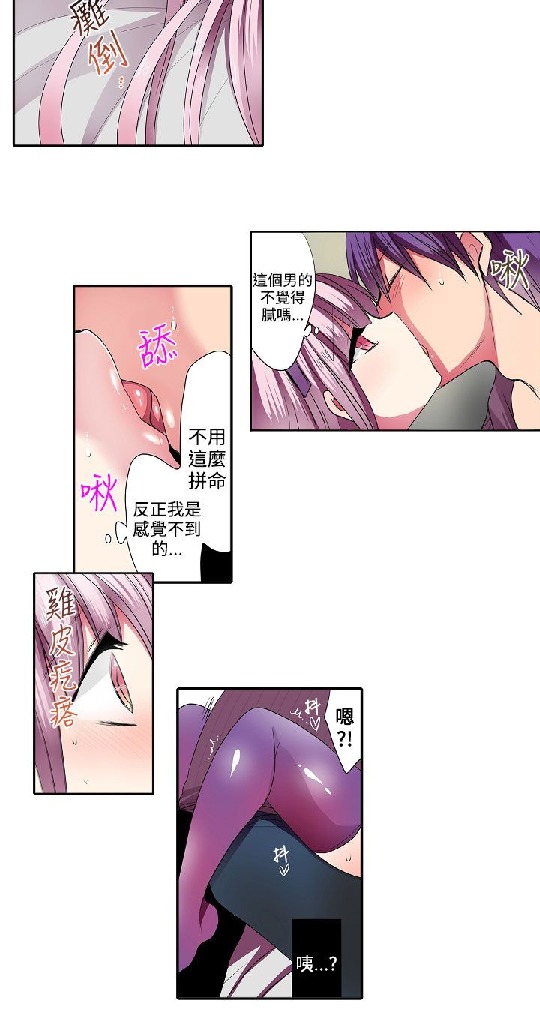 癱倒
這個男的
不覺得
膩嗎...
啾
舔
用麼命
不這拼
啾
反正我是
感覺不到
的...
雞皮疙瘩
抖
嗯
?!
抖
咦...?